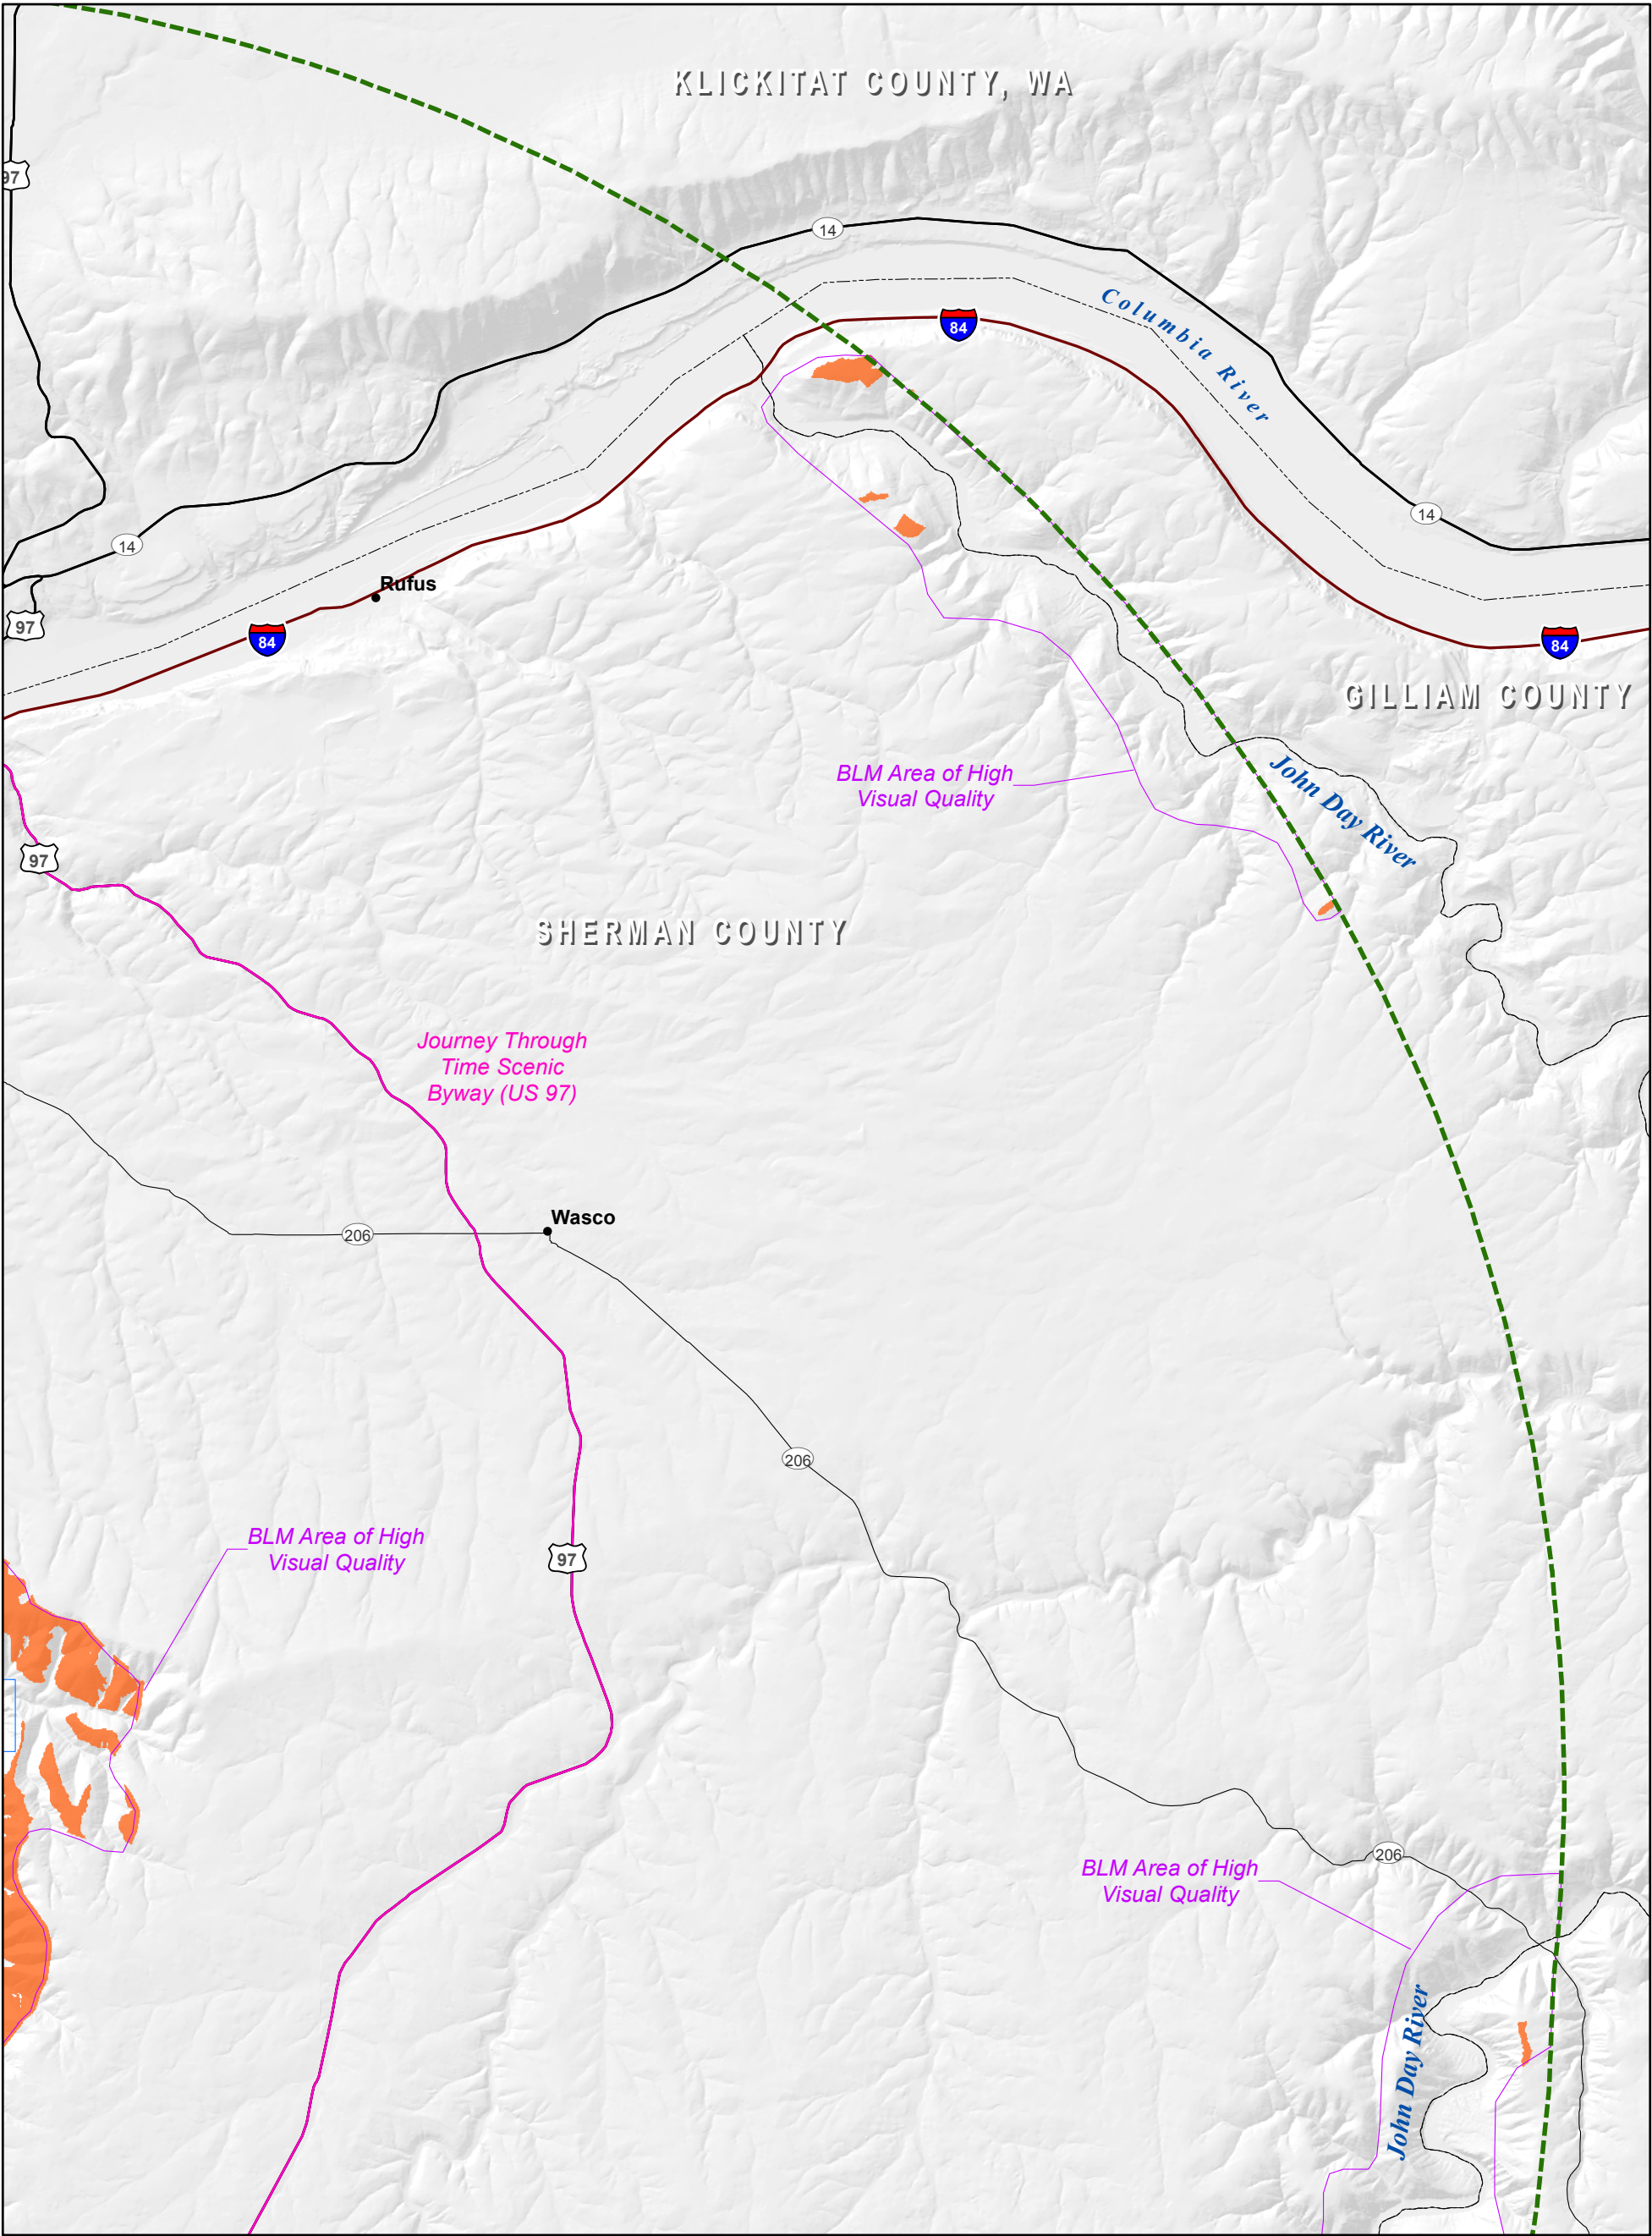 KLICKITAT COUNTY, WA
97
14
Columbia River
84
14
14
Rufus
97
84
84
GILLIAM COUNTY
BLM Area of High
Visual Quality
John Day River
97
SHERMAN COUNTY
Journey Through
Time Scenic
Byway (US 97)
Wasco
206
206
BLM Area of High
Visual Quality
97
206
BLM Area of High
Visual Quality
John Day River